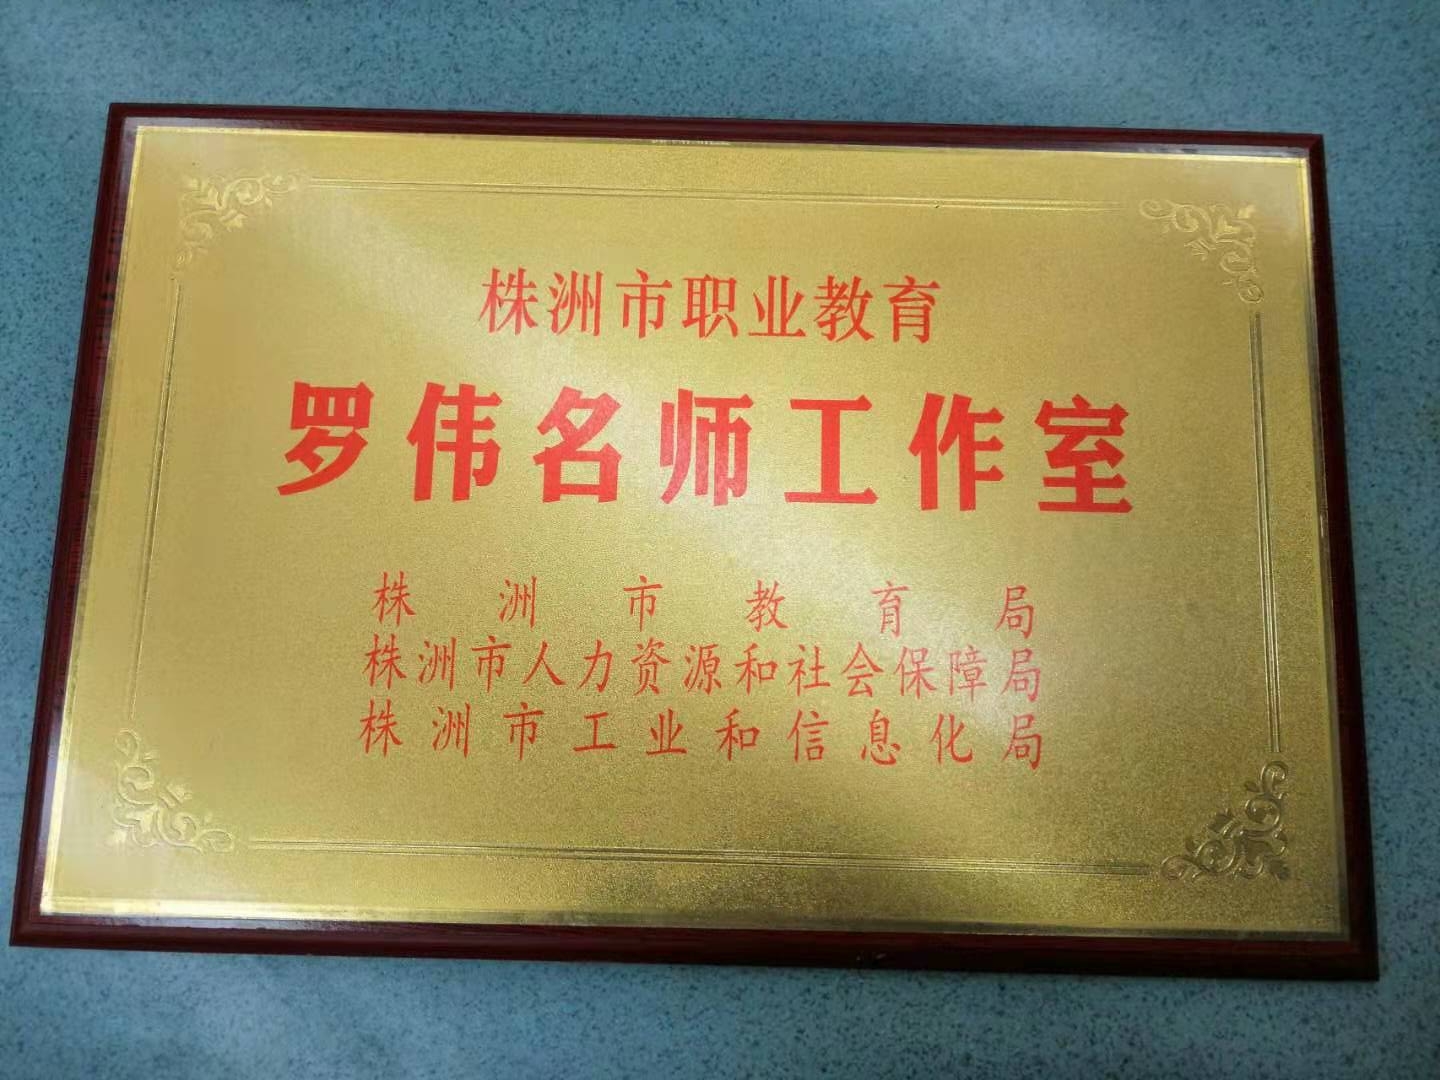 株洲市职业教育
罗伟名师工作室
株洲市教育局
株洲市人力资源和社会保障局
株洲市工业和信息化局